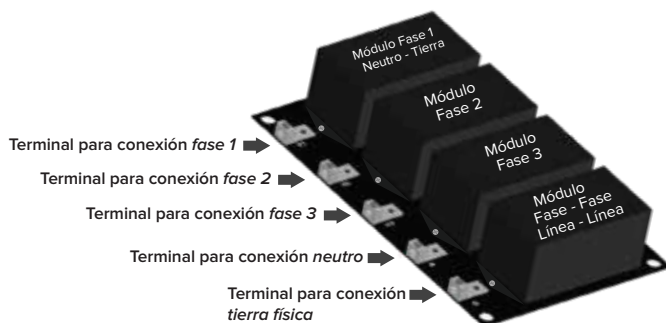 Módulo Fase 1
Neutro - Tierra
Módulo
Fase 2
Módulo
Fase 3
Módulo
Fase - Fase
Línea - Línea
Terminal para conexión fase 1
Terminal para conexión fase 2
Terminal para conexión fase 3
Terminal para conexión neutro
Terminal para conexión
tierra física